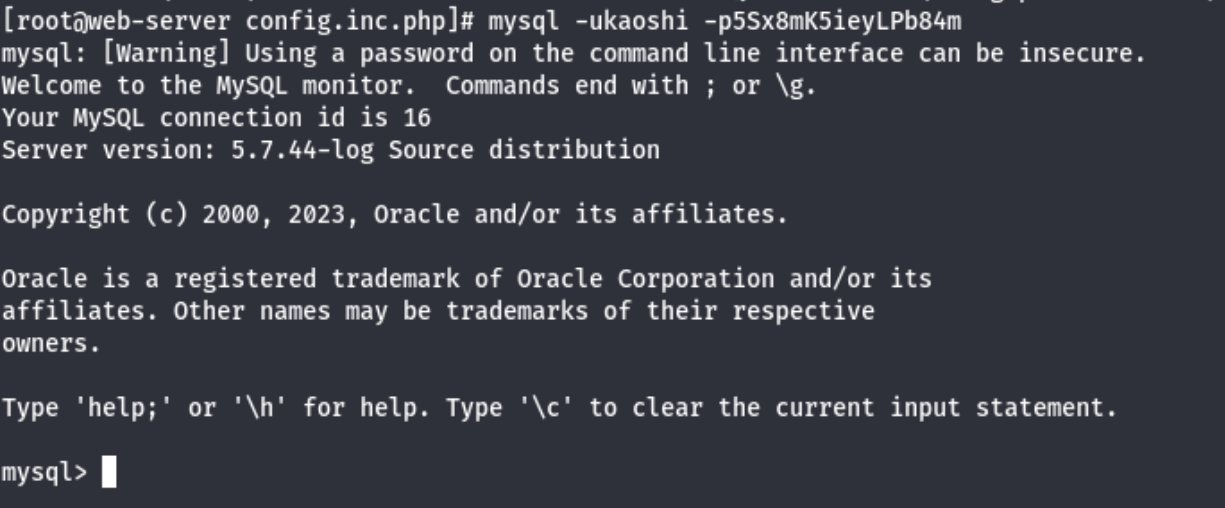 [root@web-server config.inc.php]# mysql -ukaoshi -p5Sx8mK5ieyLPb84m
mysql: [Warning] Using a password on the command line interface can be insecure.
Welcome to the MySQL monitor.  Commands end with ; or \g.
Your MySQL connection id is 16
Server version: 5.7.44-log Source distribution
Copyright (c) 2000, 2023, Oracle and/or its affiliates.
Oracle is a registered trademark of Oracle Corporation and/or its
affiliates. Other names may be trademarks of their respective
owners.
Type 'help;' or '\h' for help. Type '\c' to clear the current input statement.
mysql>